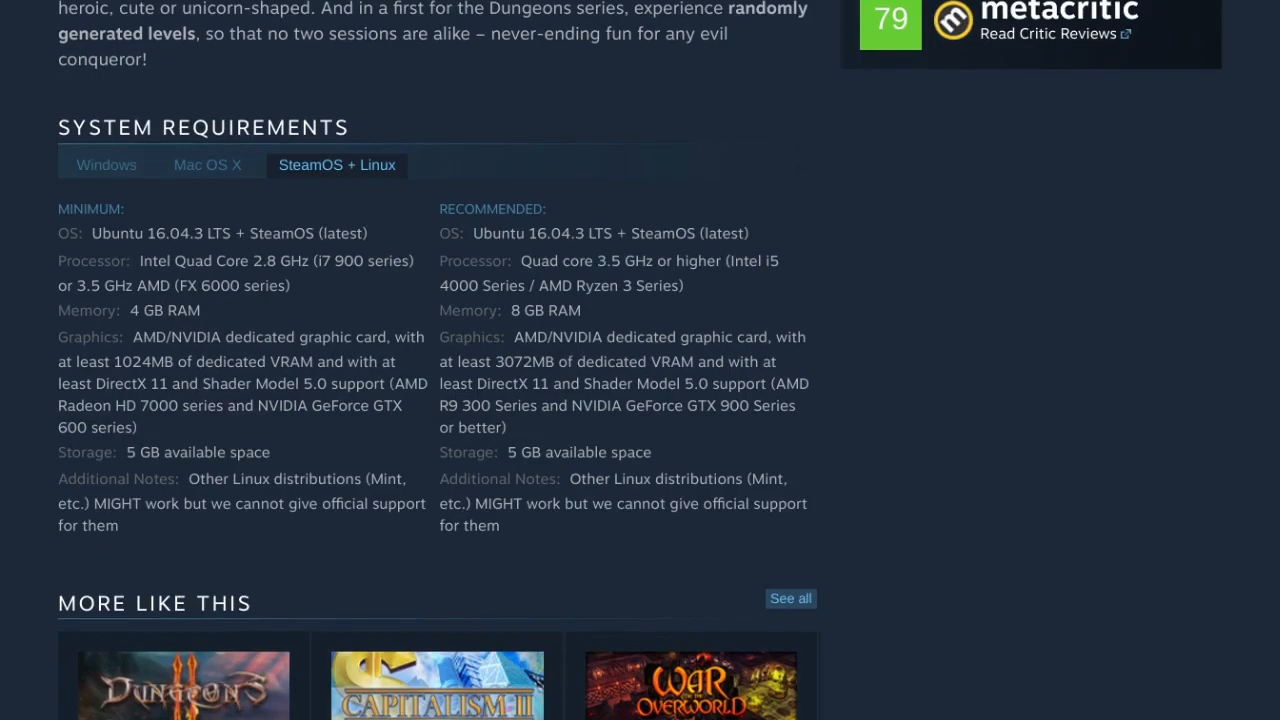 heroic, cute or unicorn-shaped. And in a first for the Dungeons series, experience randomly
generated levels, so that no two sessions are alike – never-ending fun for any evil
conqueror!
79
metacritic
Read Critic Reviews
SYSTEM REQUIREMENTS
Windows
Mac OS X
SteamOS + Linux
MINIMUM:
OS: Ubuntu 16.04.3 LTS + SteamOS (latest)
Processor: Intel Quad Core 2.8 GHz (i7 900 series)
or 3.5 GHz AMD (FX 6000 series)
Memory: 4 GB RAM
Graphics: AMD/NVIDIA dedicated graphic card, with
at least 1024MB of dedicated VRAM and with at
least DirectX 11 and Shader Model 5.0 support (AMD
Radeon HD 7000 series and NVIDIA GeForce GTX
600 series)
Storage: 5 GB available space
Additional Notes: Other Linux distributions (Mint,
etc.) MIGHT work but we cannot give official support
for them
RECOMMENDED:
OS: Ubuntu 16.04.3 LTS + SteamOS (latest)
Processor: Quad core 3.5 GHz or higher (Intel i5
4000 Series / AMD Ryzen 3 Series)
Memory: 8 GB RAM
Graphics: AMD/NVIDIA dedicated graphic card, with
at least 3072MB of dedicated VRAM and with at
least DirectX 11 and Shader Model 5.0 support (AMD
R9 300 Series and NVIDIA GeForce GTX 900 Series
or better)
Storage: 5 GB available space
Additional Notes: Other Linux distributions (Mint,
etc.) MIGHT work but we cannot give official support
for them
MORE LIKE THIS
See all
DUNGEONS II
CAPITALISM II
WAR
FOR THE
OVERWORLD